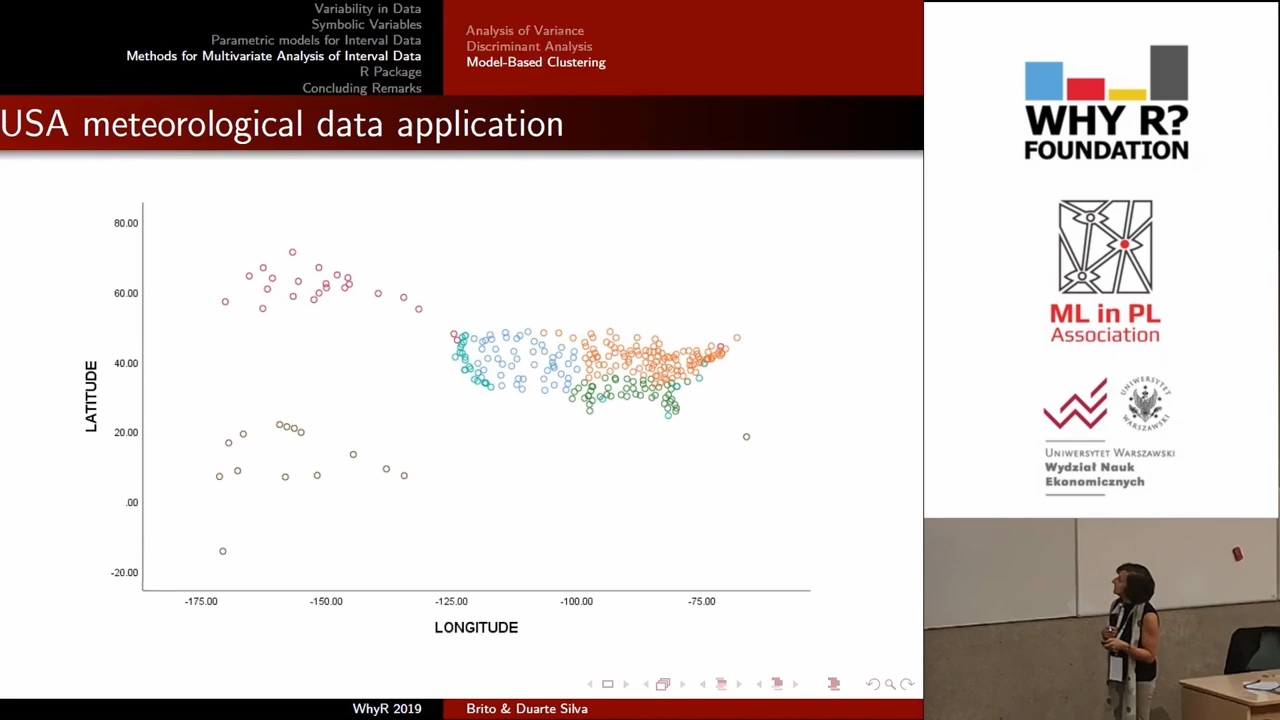 Variability in Data
Symbolic Variables
Parametric models for Interval Data
Methods for Multivariate Analysis of Interval Data
R Package
Concluding Remarks
Analysis of Variance
Discriminant Analysis
Model-Based Clustering
USA meteorological data application
80.00
60.00
40.00
20.00
.00
-20.00
LATITUDE
-175.00
-150.00
-125.00
-100.00
-75.00
LONGITUDE
WhyR 2019
Brito & Duarte Silva
WHY R?
FOUNDATION
ML in PL
Association
UNIWERSYTET
WARSZAWSKI
UNIWERSYTET WARSZAWSKI
Wydział Nauk
Ekonomicznych